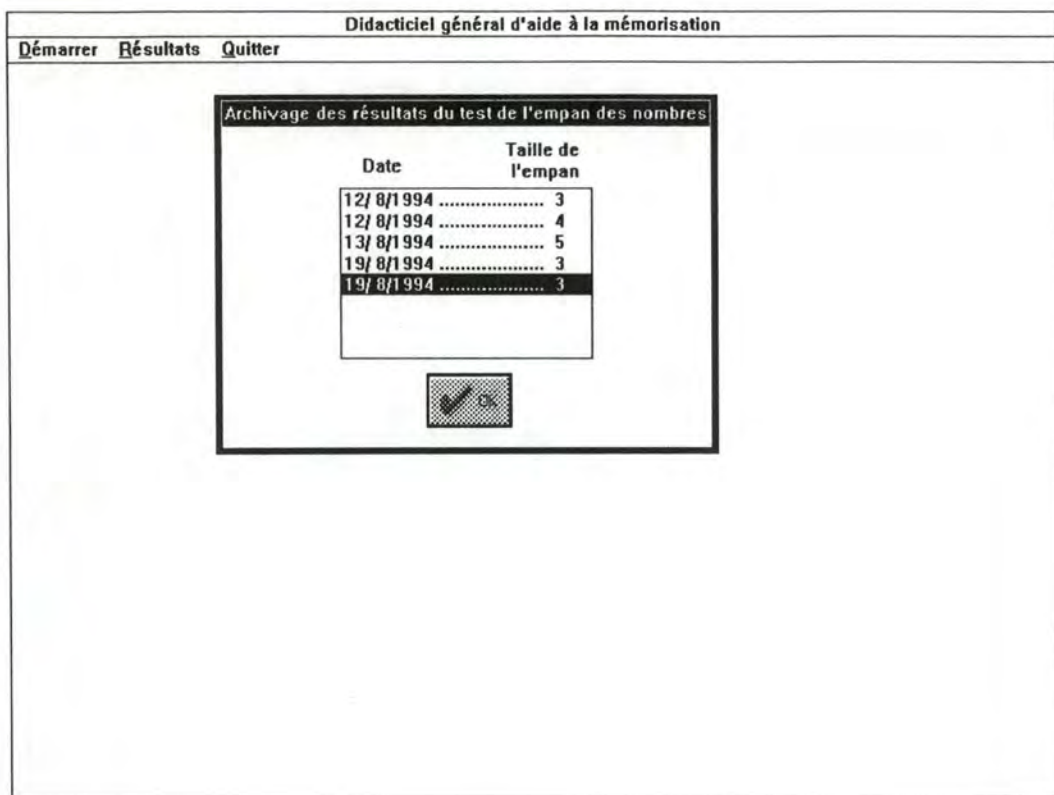 Didacticiel général d'aide à la mémorisation
Démarrer Résultats Quitter
Archivage des résultats du test de l'empan des nombres
Date Taille de l'empan
12/ 8/1994 ..................... 3
12/ 8/1994 ..................... 4
13/ 8/1994 ..................... 5
19/ 8/1994 ..................... 3
19/ 8/1994 ..................... 3
OK